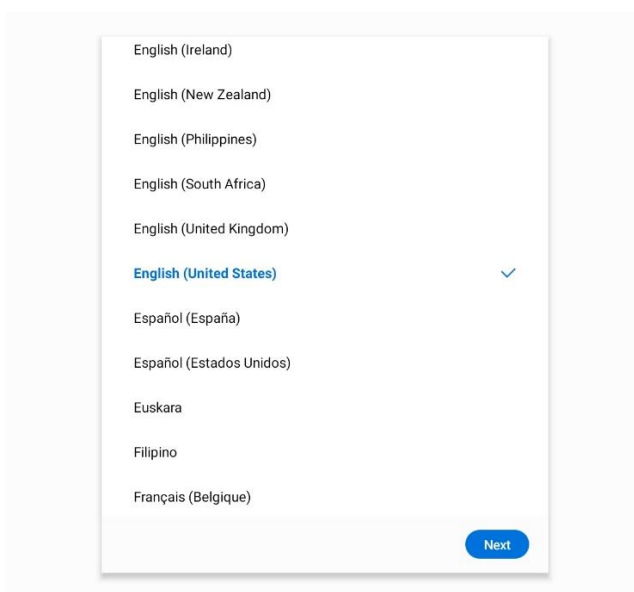 English (Ireland)
English (New Zealand)
English (Philippines)
English (South Africa)
English (United Kingdom)
English (United States)
Español (España)
Español (Estados Unidos)
Euskara
Filipino
Français (Belgique)
Next